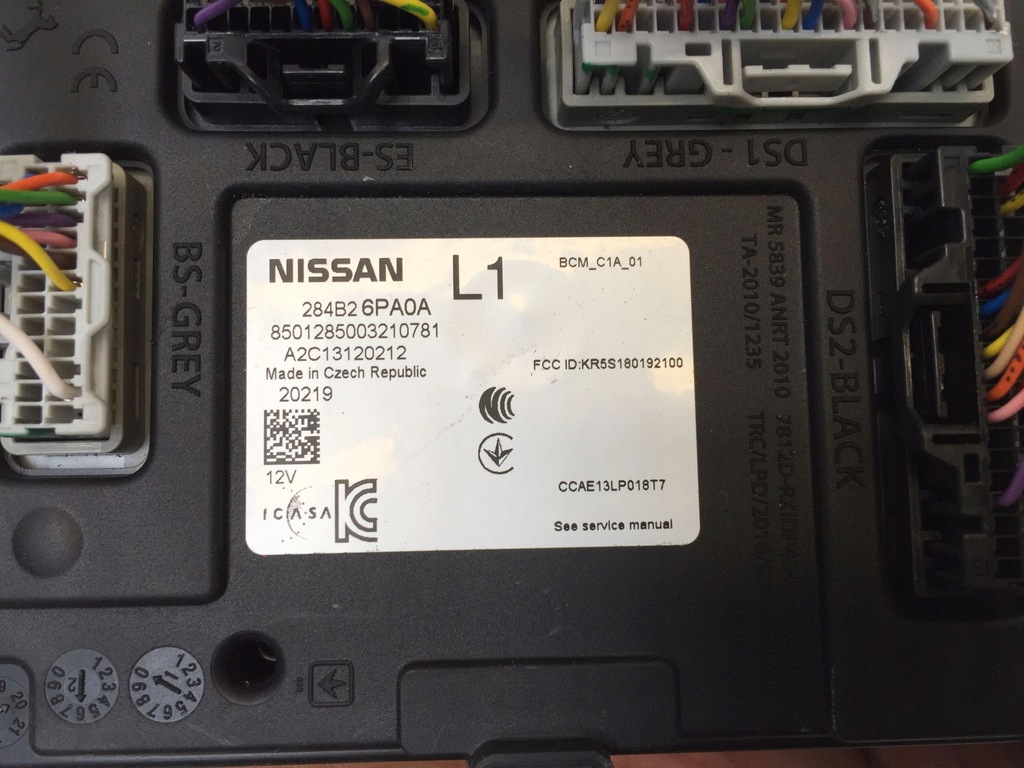 CE
ES-BLACK
DS1 - GREY
BS-GREY
DS2-BLACK
NISSAN
L1
BCM_C1A_01
284B2 6PA0A
8501285003210781
A2C13120212
Made in Czech Republic
20219
FCC ID:KR5S180192100
12V
ICASA
CCAE13LP018T7
See service manual
MR 5839 ANRT 2010
TA-2010/1235